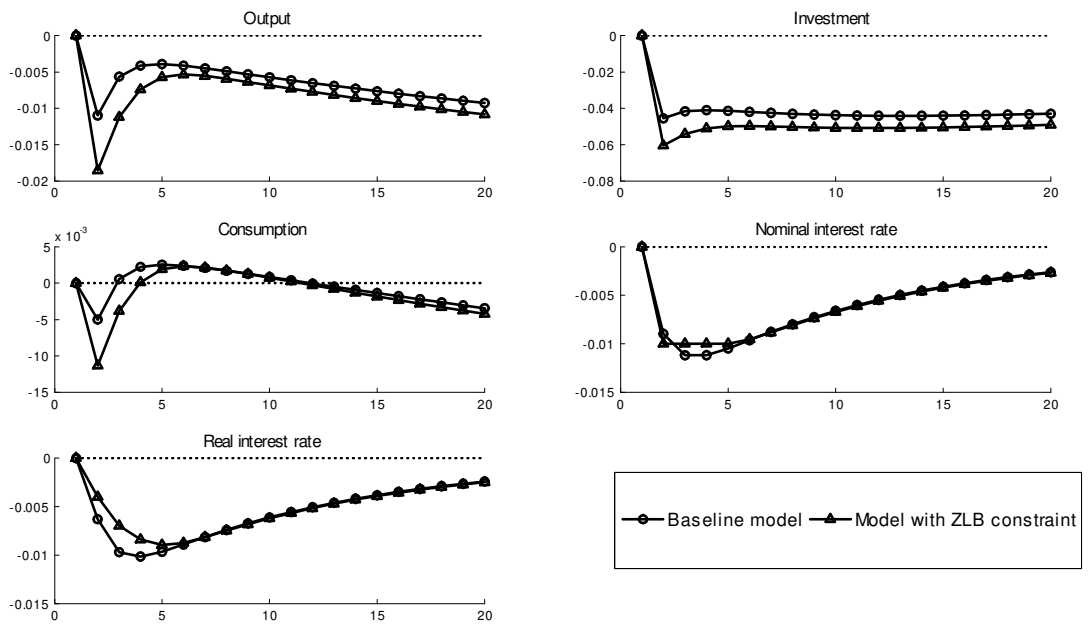 Output
0
-0.005
-0.01
-0.015
-0.02
0 5 10 15 20
Investment
0
-0.02
-0.04
-0.06
-0.08
0 5 10 15 20
Consumption
x 10-3
5
0
-5
-10
-15
0 5 10 15 20
Nominal interest rate
0
-0.005
-0.01
-0.015
0 5 10 15 20
Real interest rate
0
-0.005
-0.01
-0.015
0 5 10 15 20
Baseline model Model with ZLB constraint